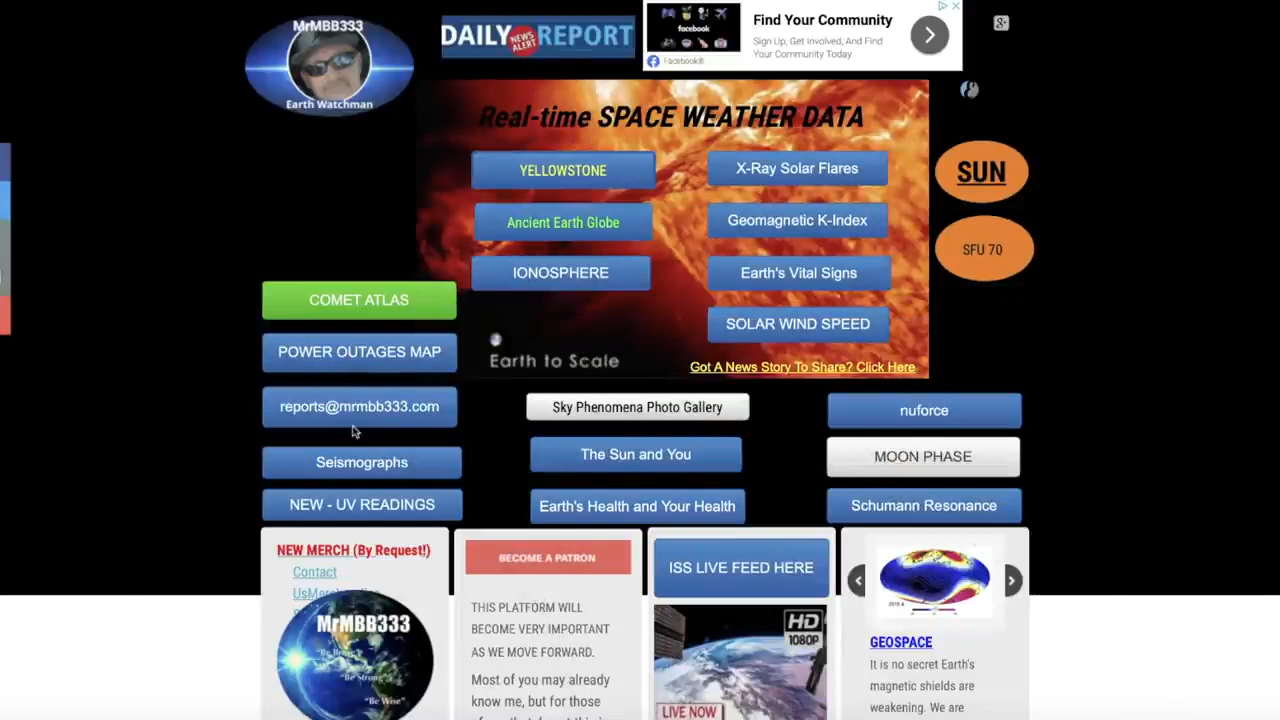 MrMBB333
Earth Watchman
DAILY NEWS ALERT REPORT
facebook
Find Your Community
Sign Up, Get Involved, And Find
Your Community Today
Facebook®
Real-time SPACE WEATHER DATA
YELLOWSTONE
X-Ray Solar Flares
SUN
Ancient Earth Globe
Geomagnetic K-Index
SFU 70
IONOSPHERE
Earth's Vital Signs
COMET ATLAS
SOLAR WIND SPEED
POWER OUTAGES MAP
Earth to Scale
Got A News Story To Share? Click Here
reports@mrmbb333.com
Sky Phenomena Photo Gallery
nuforce
Seismographs
The Sun and You
MOON PHASE
NEW - UV READINGS
Earth's Health and Your Health
Schumann Resonance
NEW MERCH (By Request!)
Contact
MrMBB333
"Be Strong"
"Be Wise"
BECOME A PATRON
THIS PLATFORM WILL
BECOME VERY IMPORTANT
AS WE MOVE FORWARD.
Most of you may already
know me, but for those
ISS LIVE FEED HERE
HD
1080P
LIVE NOW
GEOSPACE
It is no secret Earth's
magnetic shields are
weakening. We are